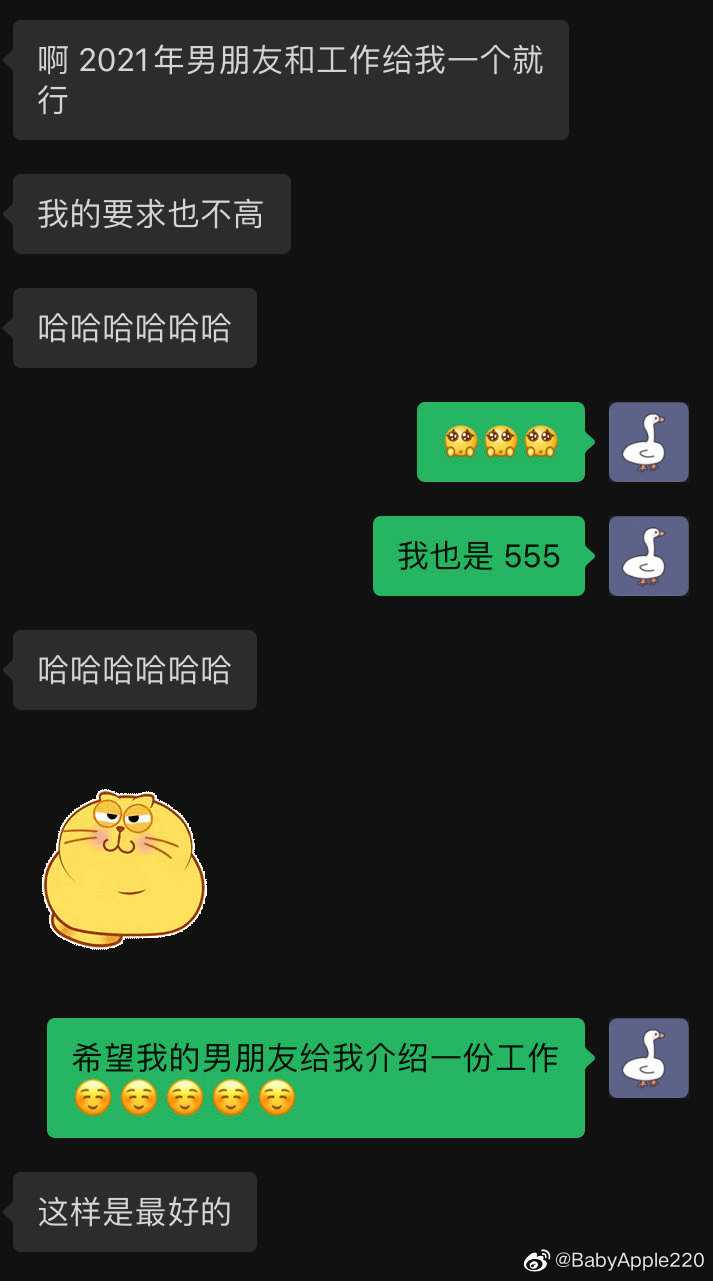 啊 2021年男朋友和工作给我一个就
行
我的要求也不高
哈哈哈哈哈哈
🥺🥺🥺
我也是 555
哈哈哈哈哈哈
希望我的男朋友给我介绍一份工作
☺️☺️☺️☺️☺️
这样是最好的
@BabyApple220